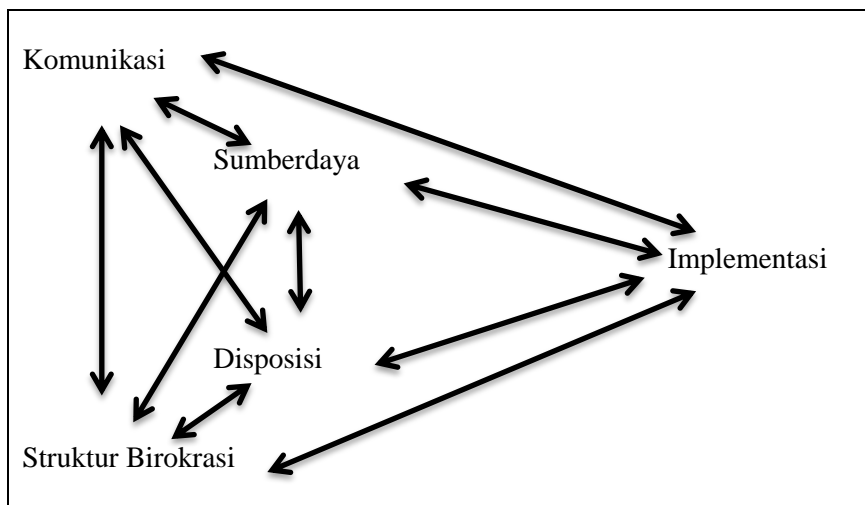 Komunikasi
Sumberdaya
Implementasi
Disposisi
Struktur Birokrasi